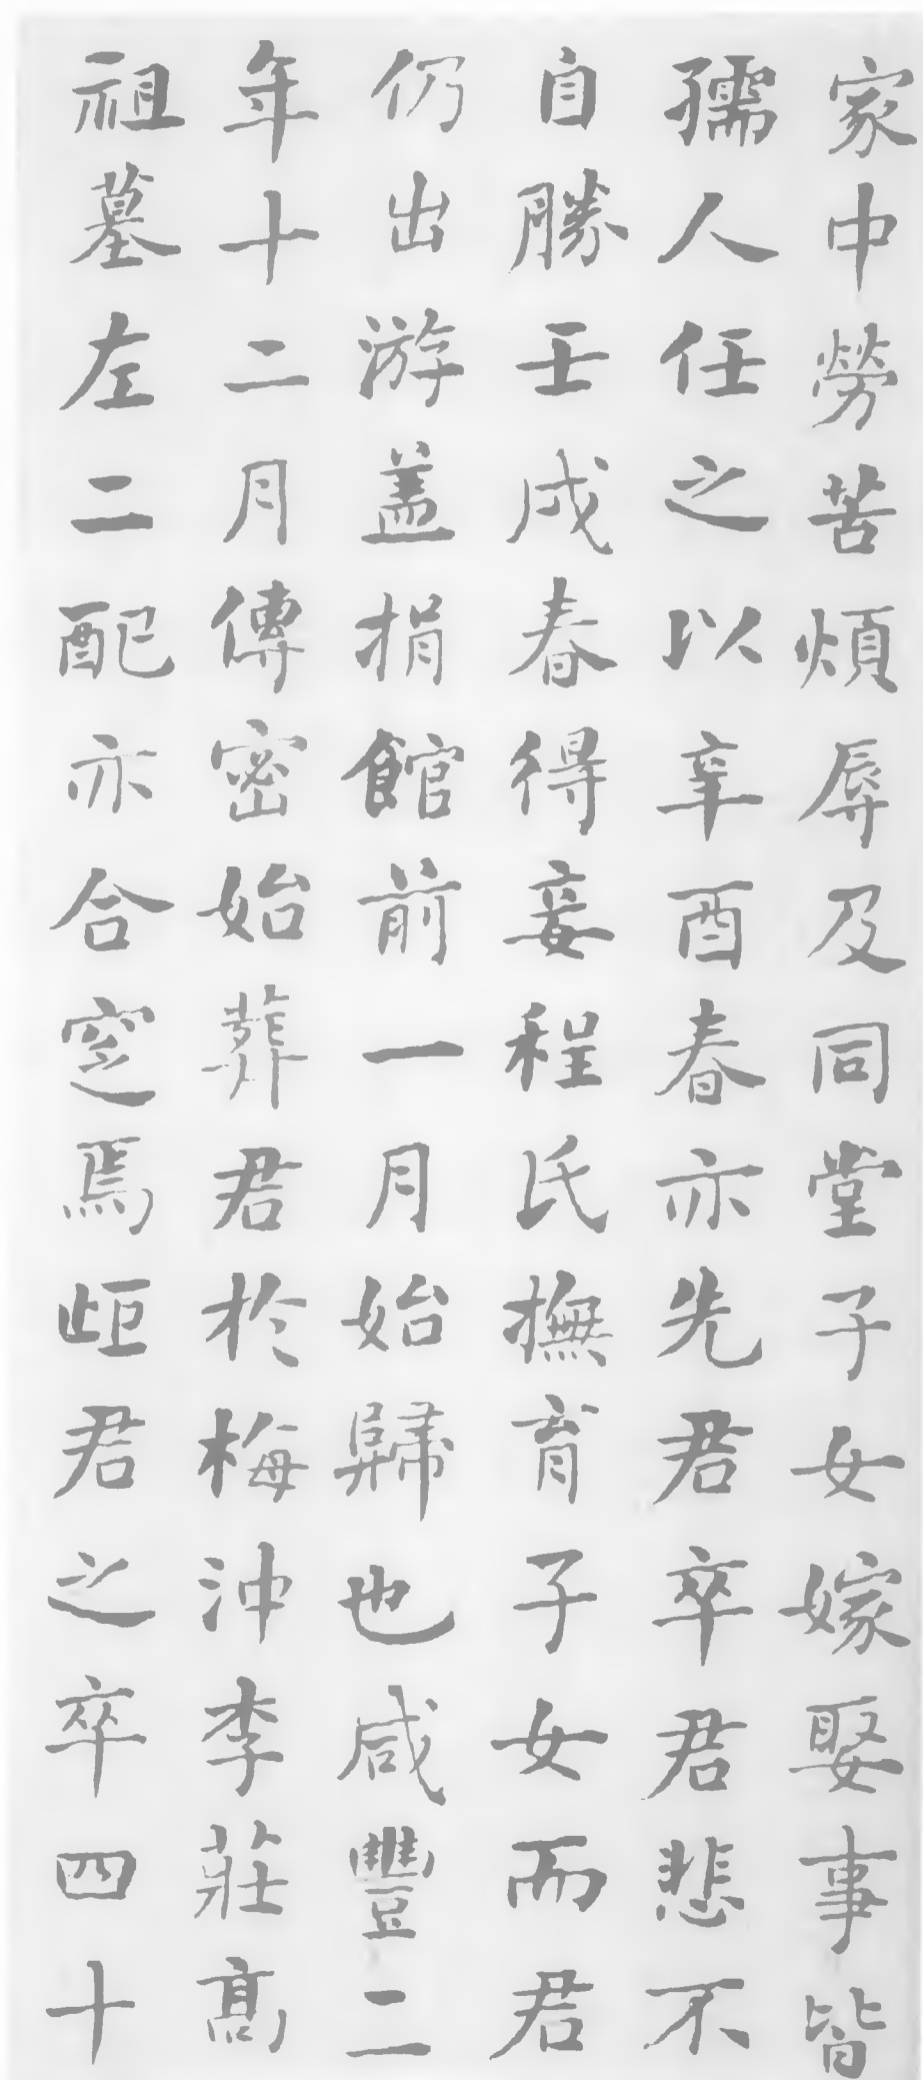 家中勞苦煩辱及同堂子女嫁娶事皆
孺人任之以辛酉春亦先君卒君悲不
自勝壬戌春得妾程氏撫育子女而君
仍出游蓋捐館前一月始歸也咸豐二
年十二月傳密始葬君於梅沖李莊高
祖墓左二配亦合窆焉歫君之卒四十